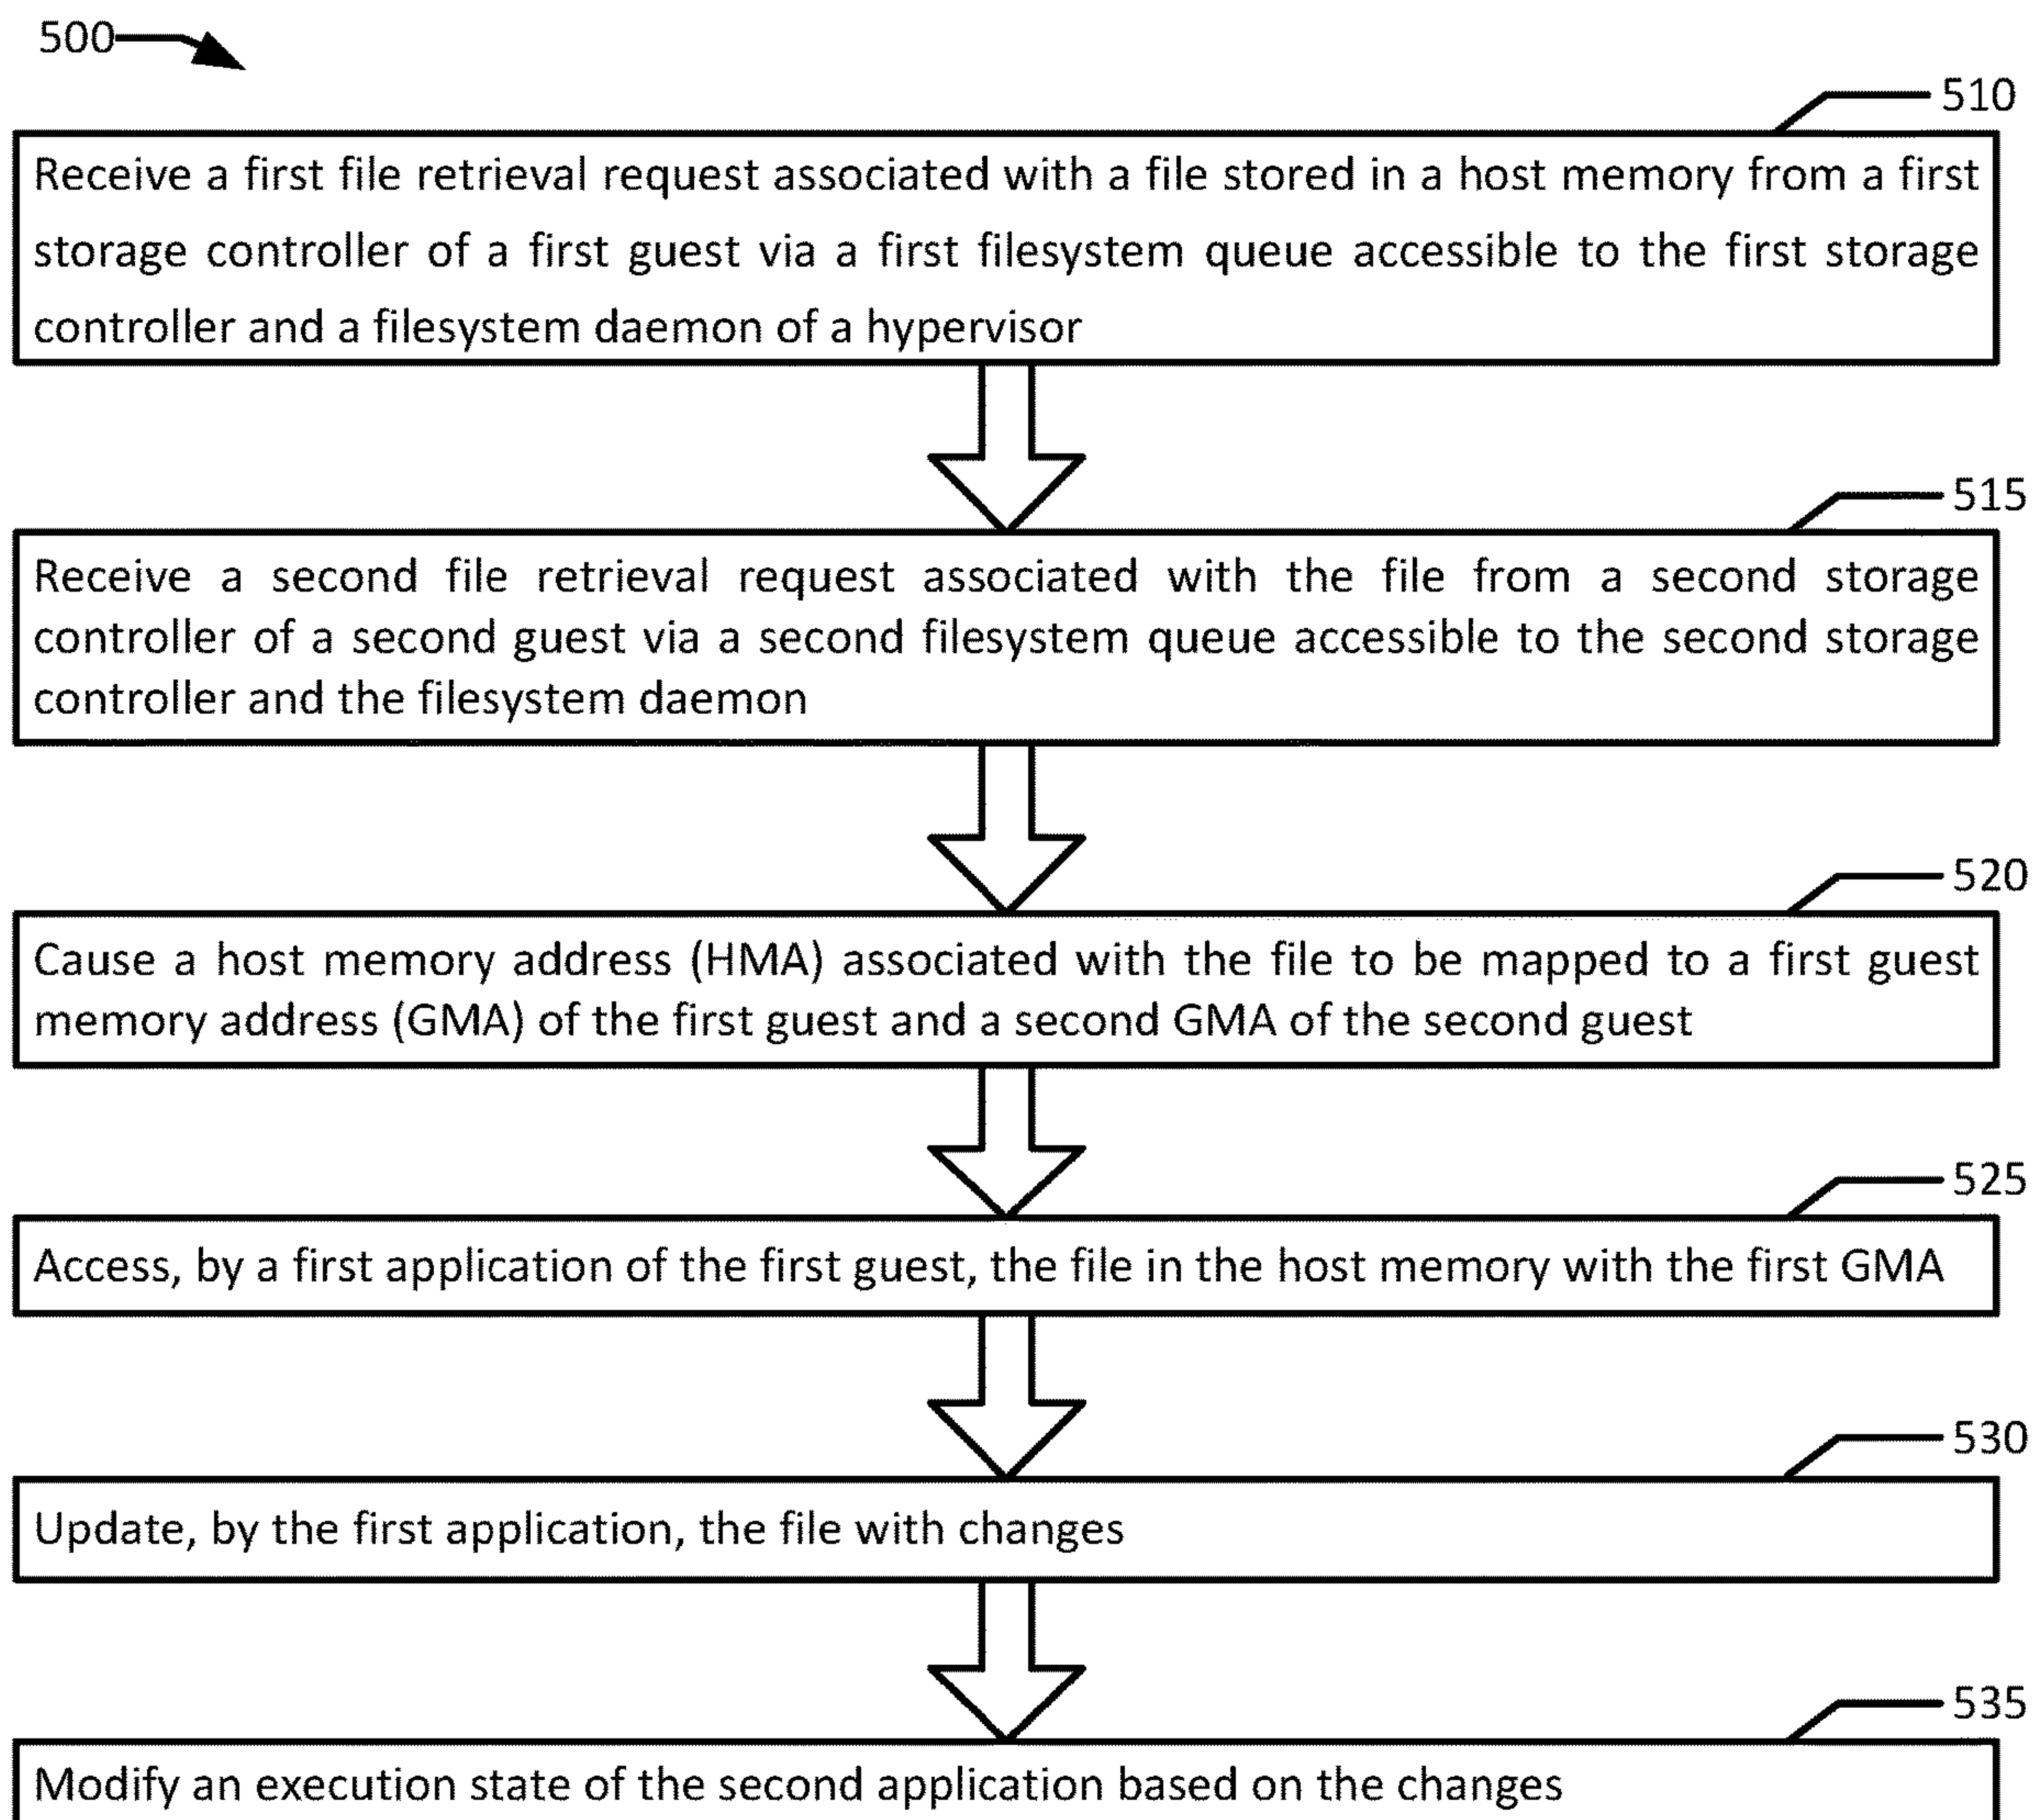 500
510
Receive a first file retrieval request associated with a file stored in a host memory from a first
storage controller of a first guest via a first filesystem queue accessible to the first storage
controller and a filesystem daemon of a hypervisor
515
Receive a second file retrieval request associated with the file from a second storage
controller of a second guest via a second filesystem queue accessible to the second storage
controller and the filesystem daemon
520
Cause a host memory address (HMA) associated with the file to be mapped to a first guest
memory address (GMA) of the first guest and a second GMA of the second guest
525
Access, by a first application of the first guest, the file in the host memory with the first GMA
530
Update, by the first application, the file with changes
535
Modify an execution state of the second application based on the changes